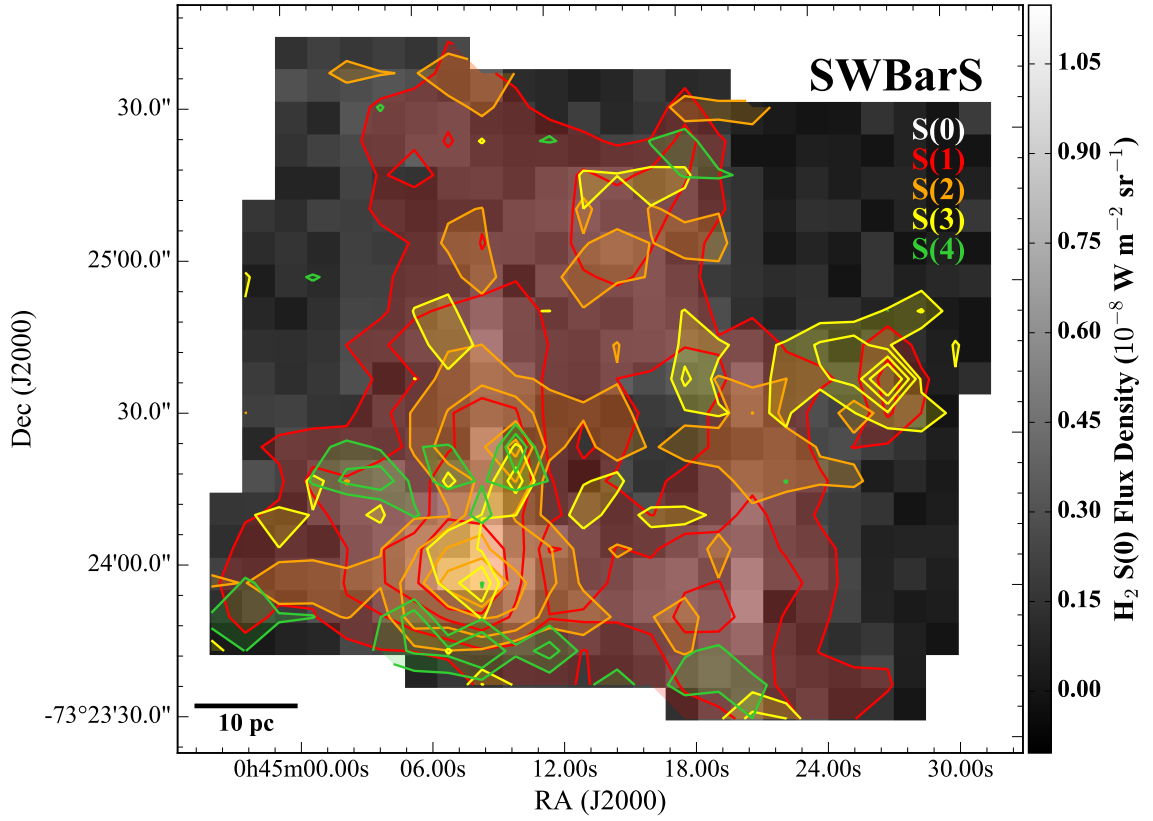 SWBarS
S(0)
S(1)
S(2)
S(3)
S(4)
30.0"
25'00.0"
30.0"
24'00.0"
-73°23'30.0"
Dec (J2000)
10 pc
0h45m00.00s 06.00s 12.00s 18.00s 24.00s 30.00s
RA (J2000)
1.05
0.90
0.75
0.60
0.45
0.30
0.15
0.00
H₂ S(0) Flux Density (10⁻⁸ W m⁻² sr⁻¹)